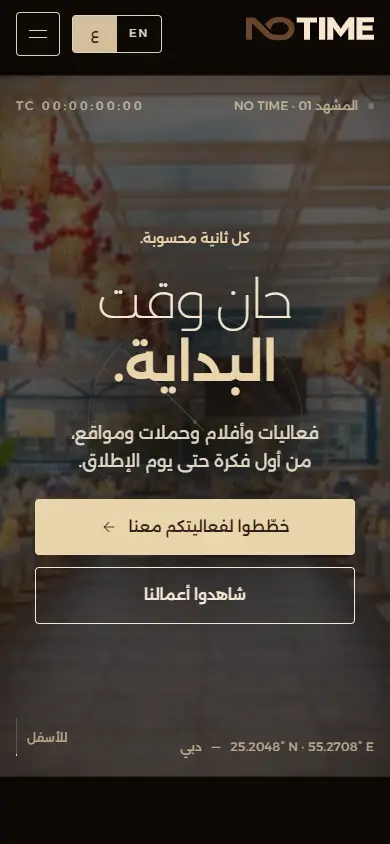 NO TIME
EN
ع
المشهد 01 · NO TIME
TC 00:00:00:00
كل ثانية محسوبة.
حان وقت
البداية.
فعاليات وأفلام وحملات ومواقع،
من أول فكرة حتى يوم الإطلاق.
خطّطوا لفعاليتكم معنا ←
شاهدوا أعمالنا
25.2048° N · 55.2708° E — دبي
للأسفل